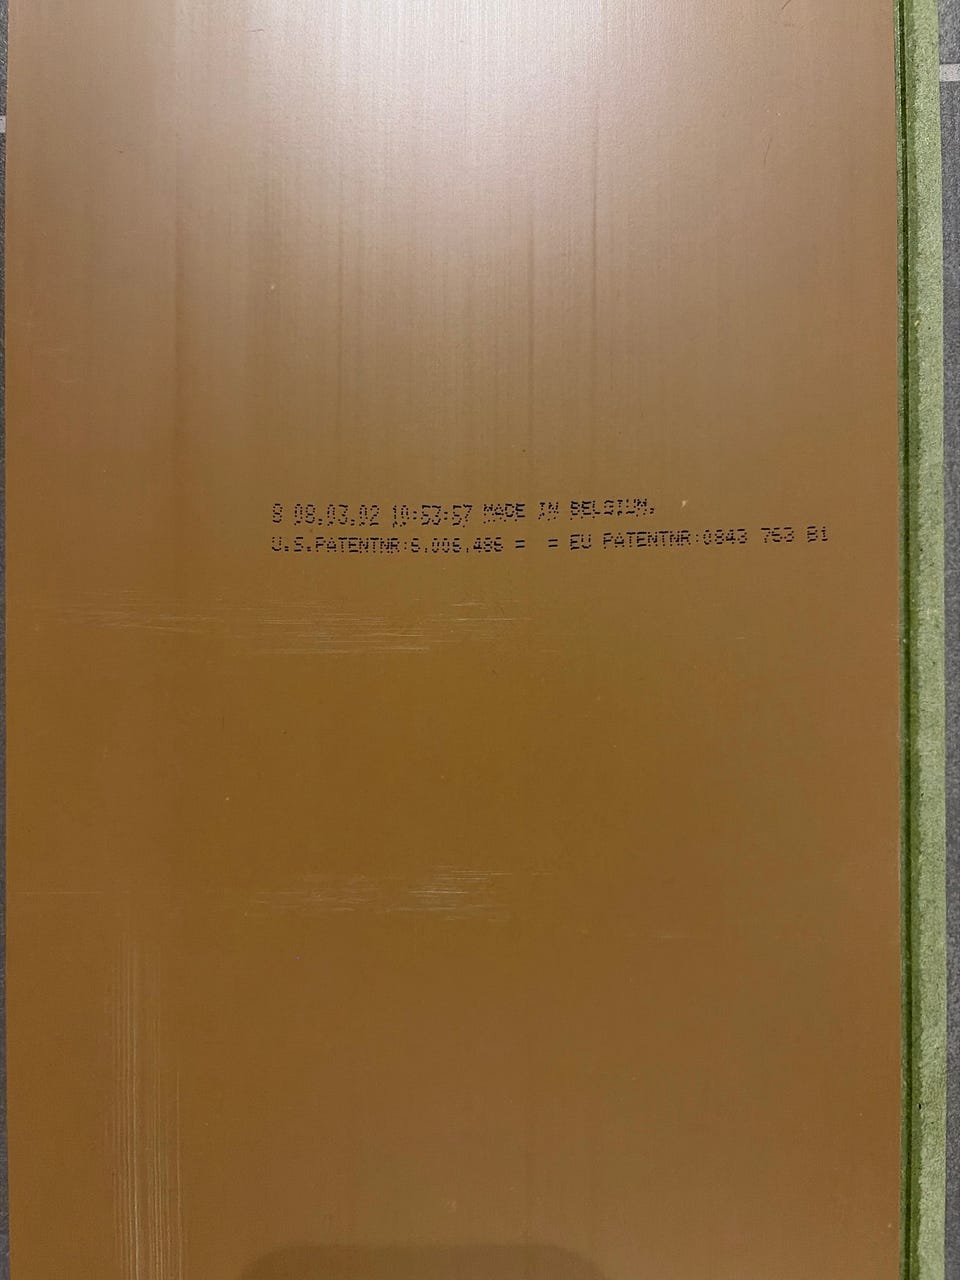 8 08.03.02 10:53:57 MADE IN BELGIUM.
U.S.PATENTNR:6.006.486 =  = EU PATENTNR:0843 763 B1